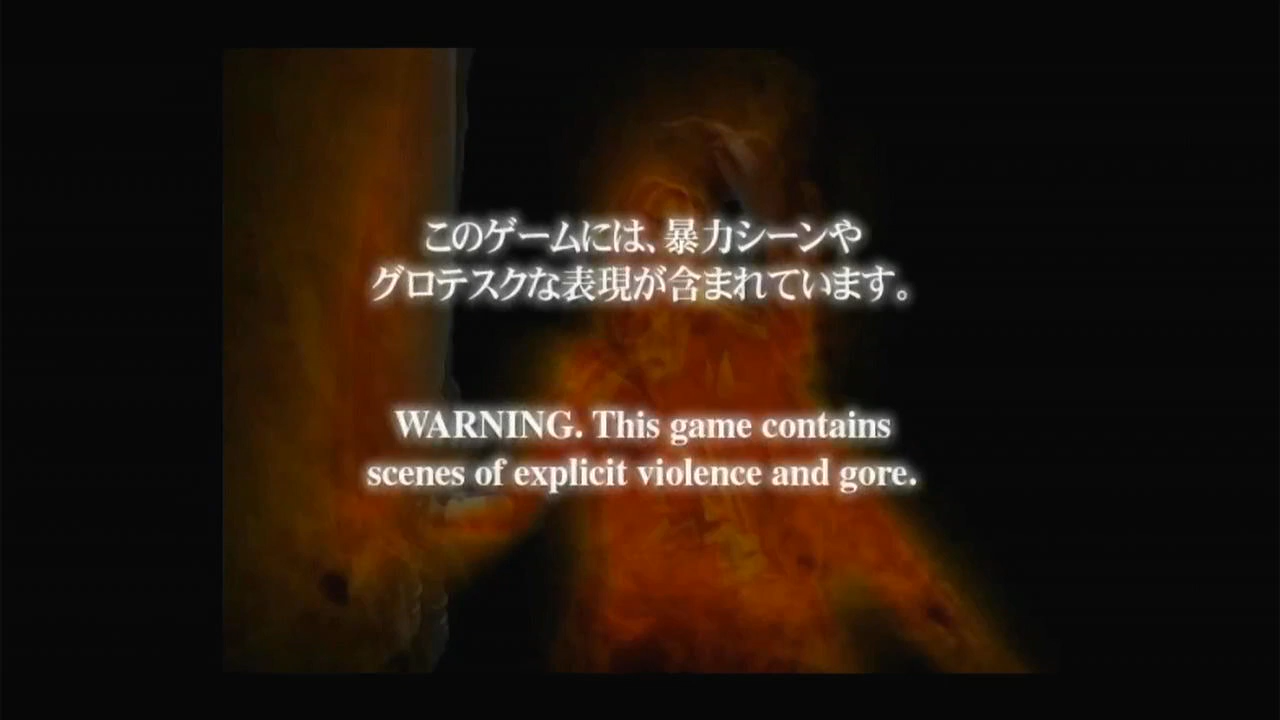 このゲームには、暴力シーンや
グロテスクな表現が含まれています。
WARNING. This game contains
scenes of explicit violence and gore.